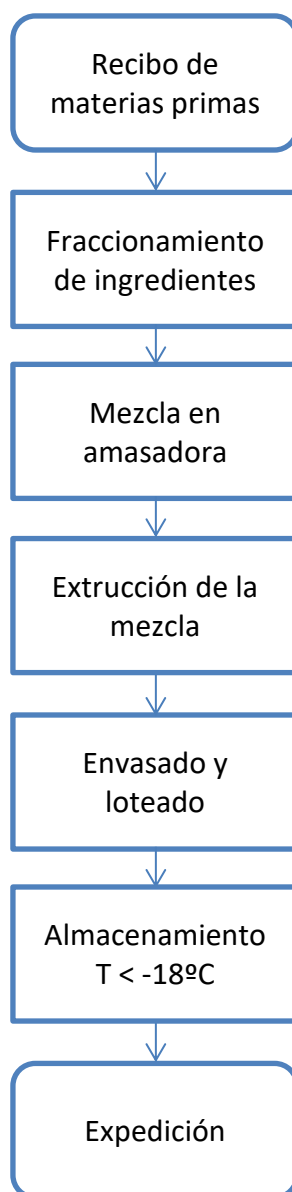 Recibo de
materias primas
Fraccionamiento
de ingredientes
Mezcla en
amasadora
Extrucción de la
mezcla
Envasado y
loteado
Almacenamiento
T < -18ºC
Expedición